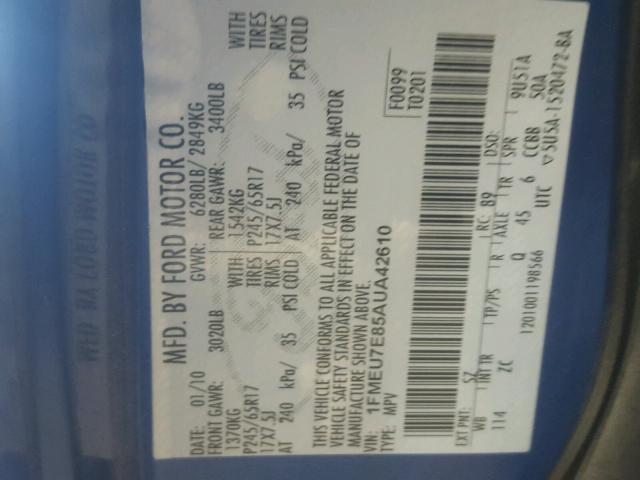 MFD. BY FORD MOTOR CO.
DATE: 01/10 GVWR: 6280LB/ 2849KG
FRONT GAWR: 3020LB REAR GAWR: 3400LB
1370KG WITH 1542KG WITH
P245/65R17 TIRES P245/65R17 TIRES
17X7.5J RIMS 17X7.5J RIMS
AT 240 kPa/ 35 PSI COLD AT 240 kPa/ 35 PSI COLD
THIS VEHICLE CONFORMS TO ALL APPLICABLE FEDERAL MOTOR
VEHICLE SAFETY STANDARDS IN EFFECT ON THE DATE OF
MANUFACTURE SHOWN ABOVE.
VIN: 1FMEU7E85AUA42610 F0099
TYPE: MPV T0201
EXT PNT: SZ RC: 89 DSO:
WB INT TR TP/PS R AXLE TR SPR 9U51A
114 ZC Q 45 6 CCBB 50A
1201001198566 UTC ▽5U5A-1520472-BA